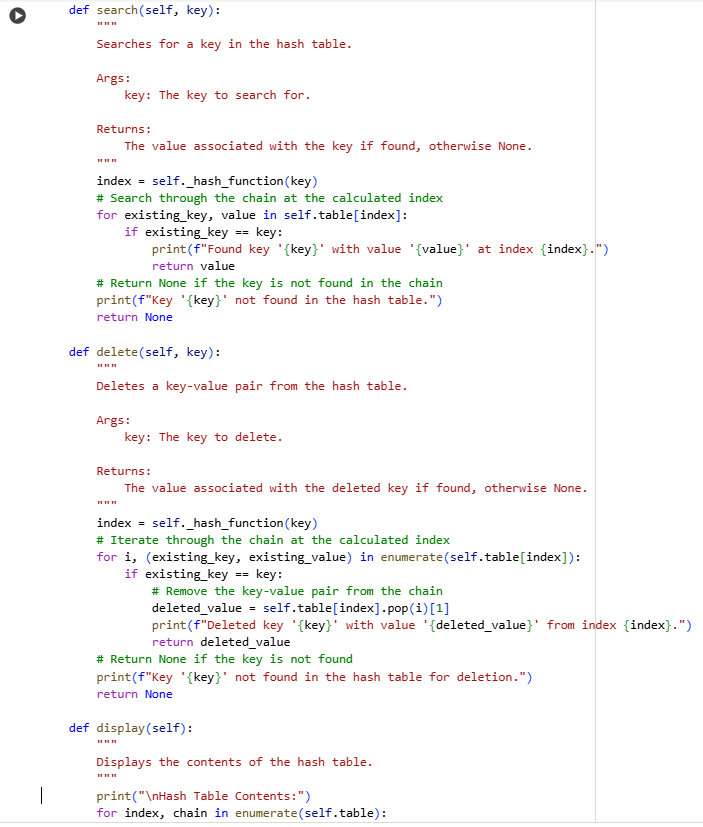 def search(self, key):
    """
    Searches for a key in the hash table.

    Args:
        key: The key to search for.

    Returns:
        The value associated with the key if found, otherwise None.
    """
    index = self._hash_function(key)
    # Search through the chain at the calculated index
    for existing_key, value in self.table[index]:
        if existing_key == key:
            print(f"Found key '{key}' with value '{value}' at index {index}.")
            return value
    # Return None if the key is not found in the chain
    print(f"Key '{key}' not found in the hash table.")
    return None

def delete(self, key):
    """
    Deletes a key-value pair from the hash table.

    Args:
        key: The key to delete.

    Returns:
        The value associated with the deleted key if found, otherwise None.
    """
    index = self._hash_function(key)
    # Iterate through the chain at the calculated index
    for i, (existing_key, existing_value) in enumerate(self.table[index]):
        if existing_key == key:
            # Remove the key-value pair from the chain
            deleted_value = self.table[index].pop(i)[1]
            print(f"Deleted key '{key}' with value '{deleted_value}' from index {index}.")
            return deleted_value
    # Return None if the key is not found
    print(f"Key '{key}' not found in the hash table for deletion.")
    return None

def display(self):
    """
    Displays the contents of the hash table.
    """
    print("\nHash Table Contents:")
    for index, chain in enumerate(self.table):